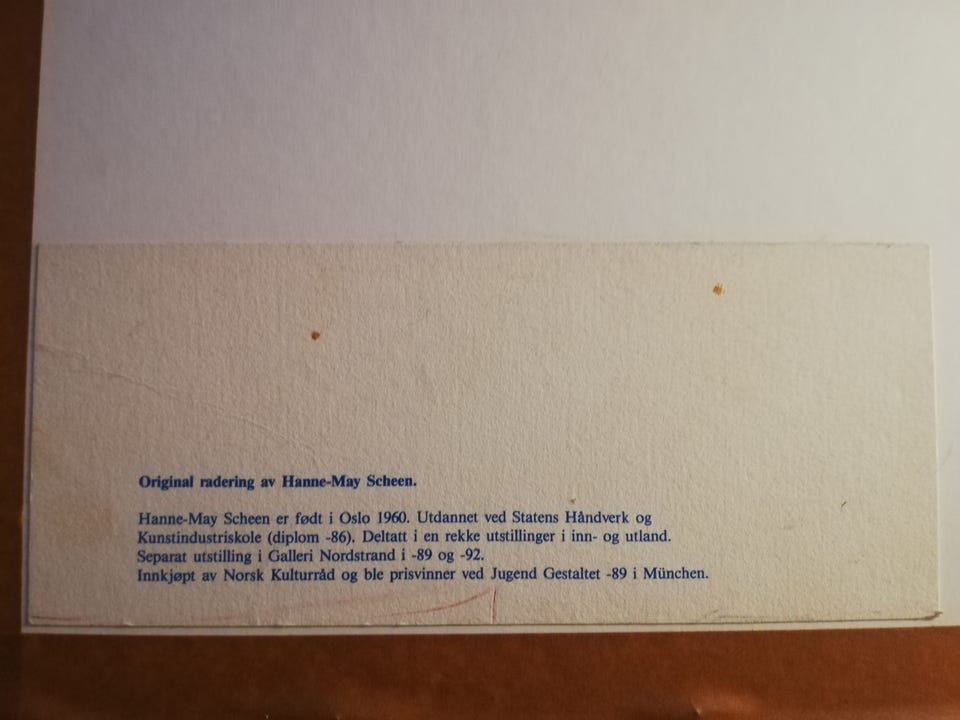 Original radering av Hanne-May Scheen.
Hanne-May Scheen er født i Oslo 1960. Utdannet ved Statens Håndverk og
Kunstindustriskole (diplom -86). Deltatt i en rekke utstillinger i inn- og utland.
Separat utstilling i Galleri Nordstrand i -89 og -92.
Innkjøpt av Norsk Kulturråd og ble prisvinner ved Jugend Gestaltet -89 i München.